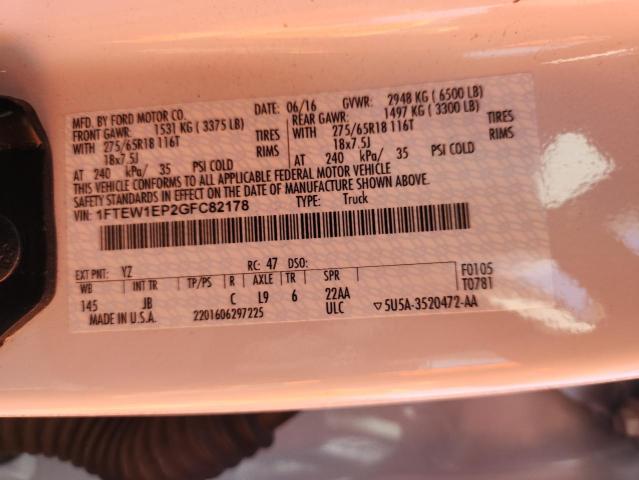 MFD. BY FORD MOTOR CO.
DATE: 06/16 GVWR: 2948 KG ( 6500 LB)
FRONT GAWR: 1531 KG ( 3375 LB)
REAR GAWR: 1497 KG ( 3300 LB)
WITH 275/65R18 116T TIRES
WITH 275/65R18 116T TIRES
18x7.5J RIMS
18x7.5J RIMS
AT 240 kPa/ 35 PSI COLD
AT 240 kPa/ 35 PSI COLD
THIS VEHICLE CONFORMS TO ALL APPLICABLE FEDERAL MOTOR VEHICLE
SAFETY STANDARDS IN EFFECT ON THE DATE OF MANUFACTURE SHOWN ABOVE.
VIN: 1FTEW1EP2GFC82178 TYPE: Truck
EXT PNT: YZ RC: 47 DSO: F0105
WB INT TR TP/PS R AXLE TR SPR T0781
145 JB C L9 6 22AA
MADE IN U.S.A. 2201606297225 ULC ▽5U5A-3520472-AA